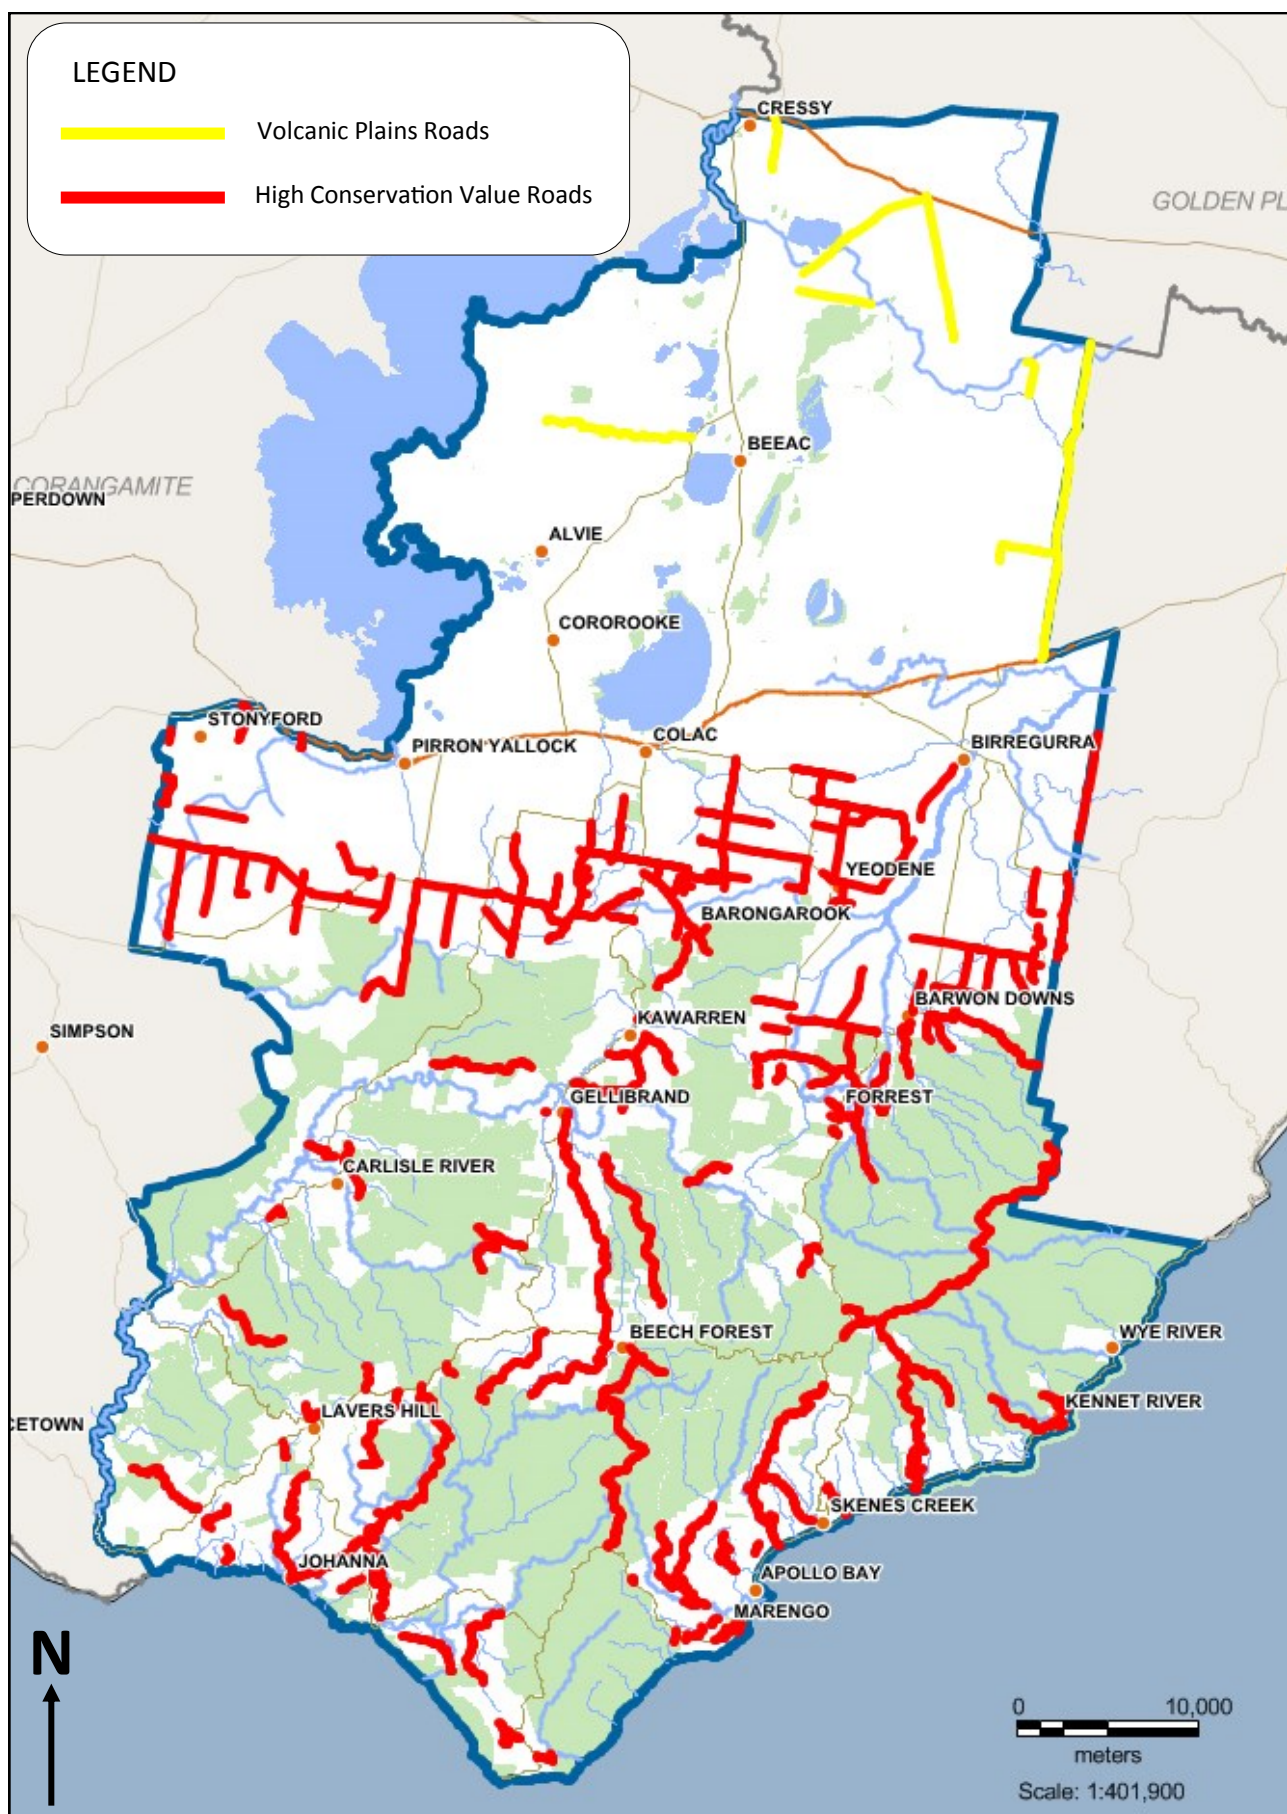 LEGEND
Volcanic Plains Roads
High Conservation Value Roads
CRESSY
GOLDEN PL
CORANGAMITE
PERDOWN
BEEAC
ALVIE
COROROOKE
STONYFORD
PIRRON YALLOCK
COLAC
BIRREGURRA
YEODENE
BARONGAROOK
BARWON DOWNS
SIMPSON
KAWARREN
GELLIBRAND
FORREST
CARLISLE RIVER
BEECH FOREST
WYE RIVER
KENNET RIVER
LAVERS HILL
CETOWN
SKENES CREEK
JOHANNA
APOLLO BAY
MARENGO
N
0 10,000
meters
Scale: 1:401,900